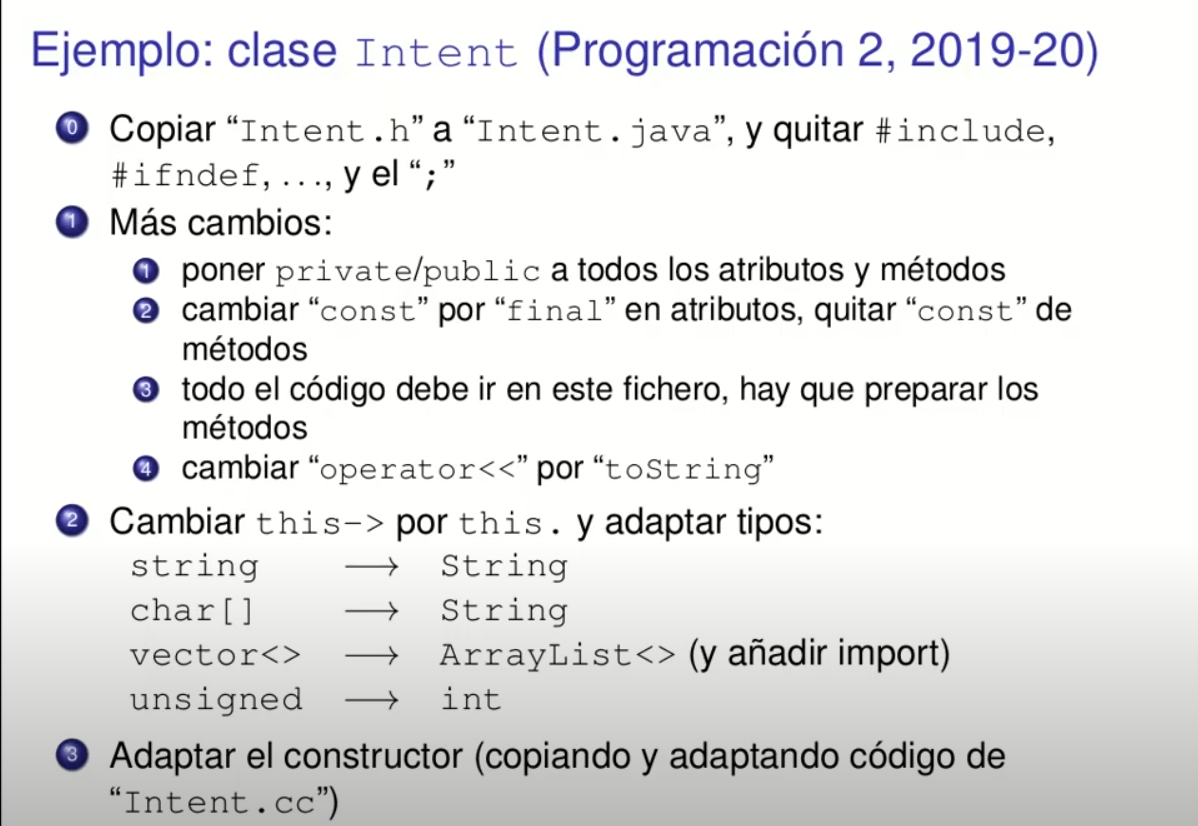 Ejemplo: clase Intent (Programación 2, 2019-20)
0 Copiar “Intent.h” a “Intent.java”, y quitar #include,
#ifndef, ..., y el “;”
1 Más cambios:
1 poner private/public a todos los atributos y métodos
2 cambiar “const” por “final” en atributos, quitar “const” de
métodos
3 todo el código debe ir en este fichero, hay que preparar los
métodos
4 cambiar “operator<<” por “toString”
2 Cambiar this-> por this. y adaptar tipos:
string ⟶ String
char[] ⟶ String
vector<> ⟶ ArrayList<> (y añadir import)
unsigned ⟶ int
3 Adaptar el constructor (copiando y adaptando código de
“Intent.cc”)